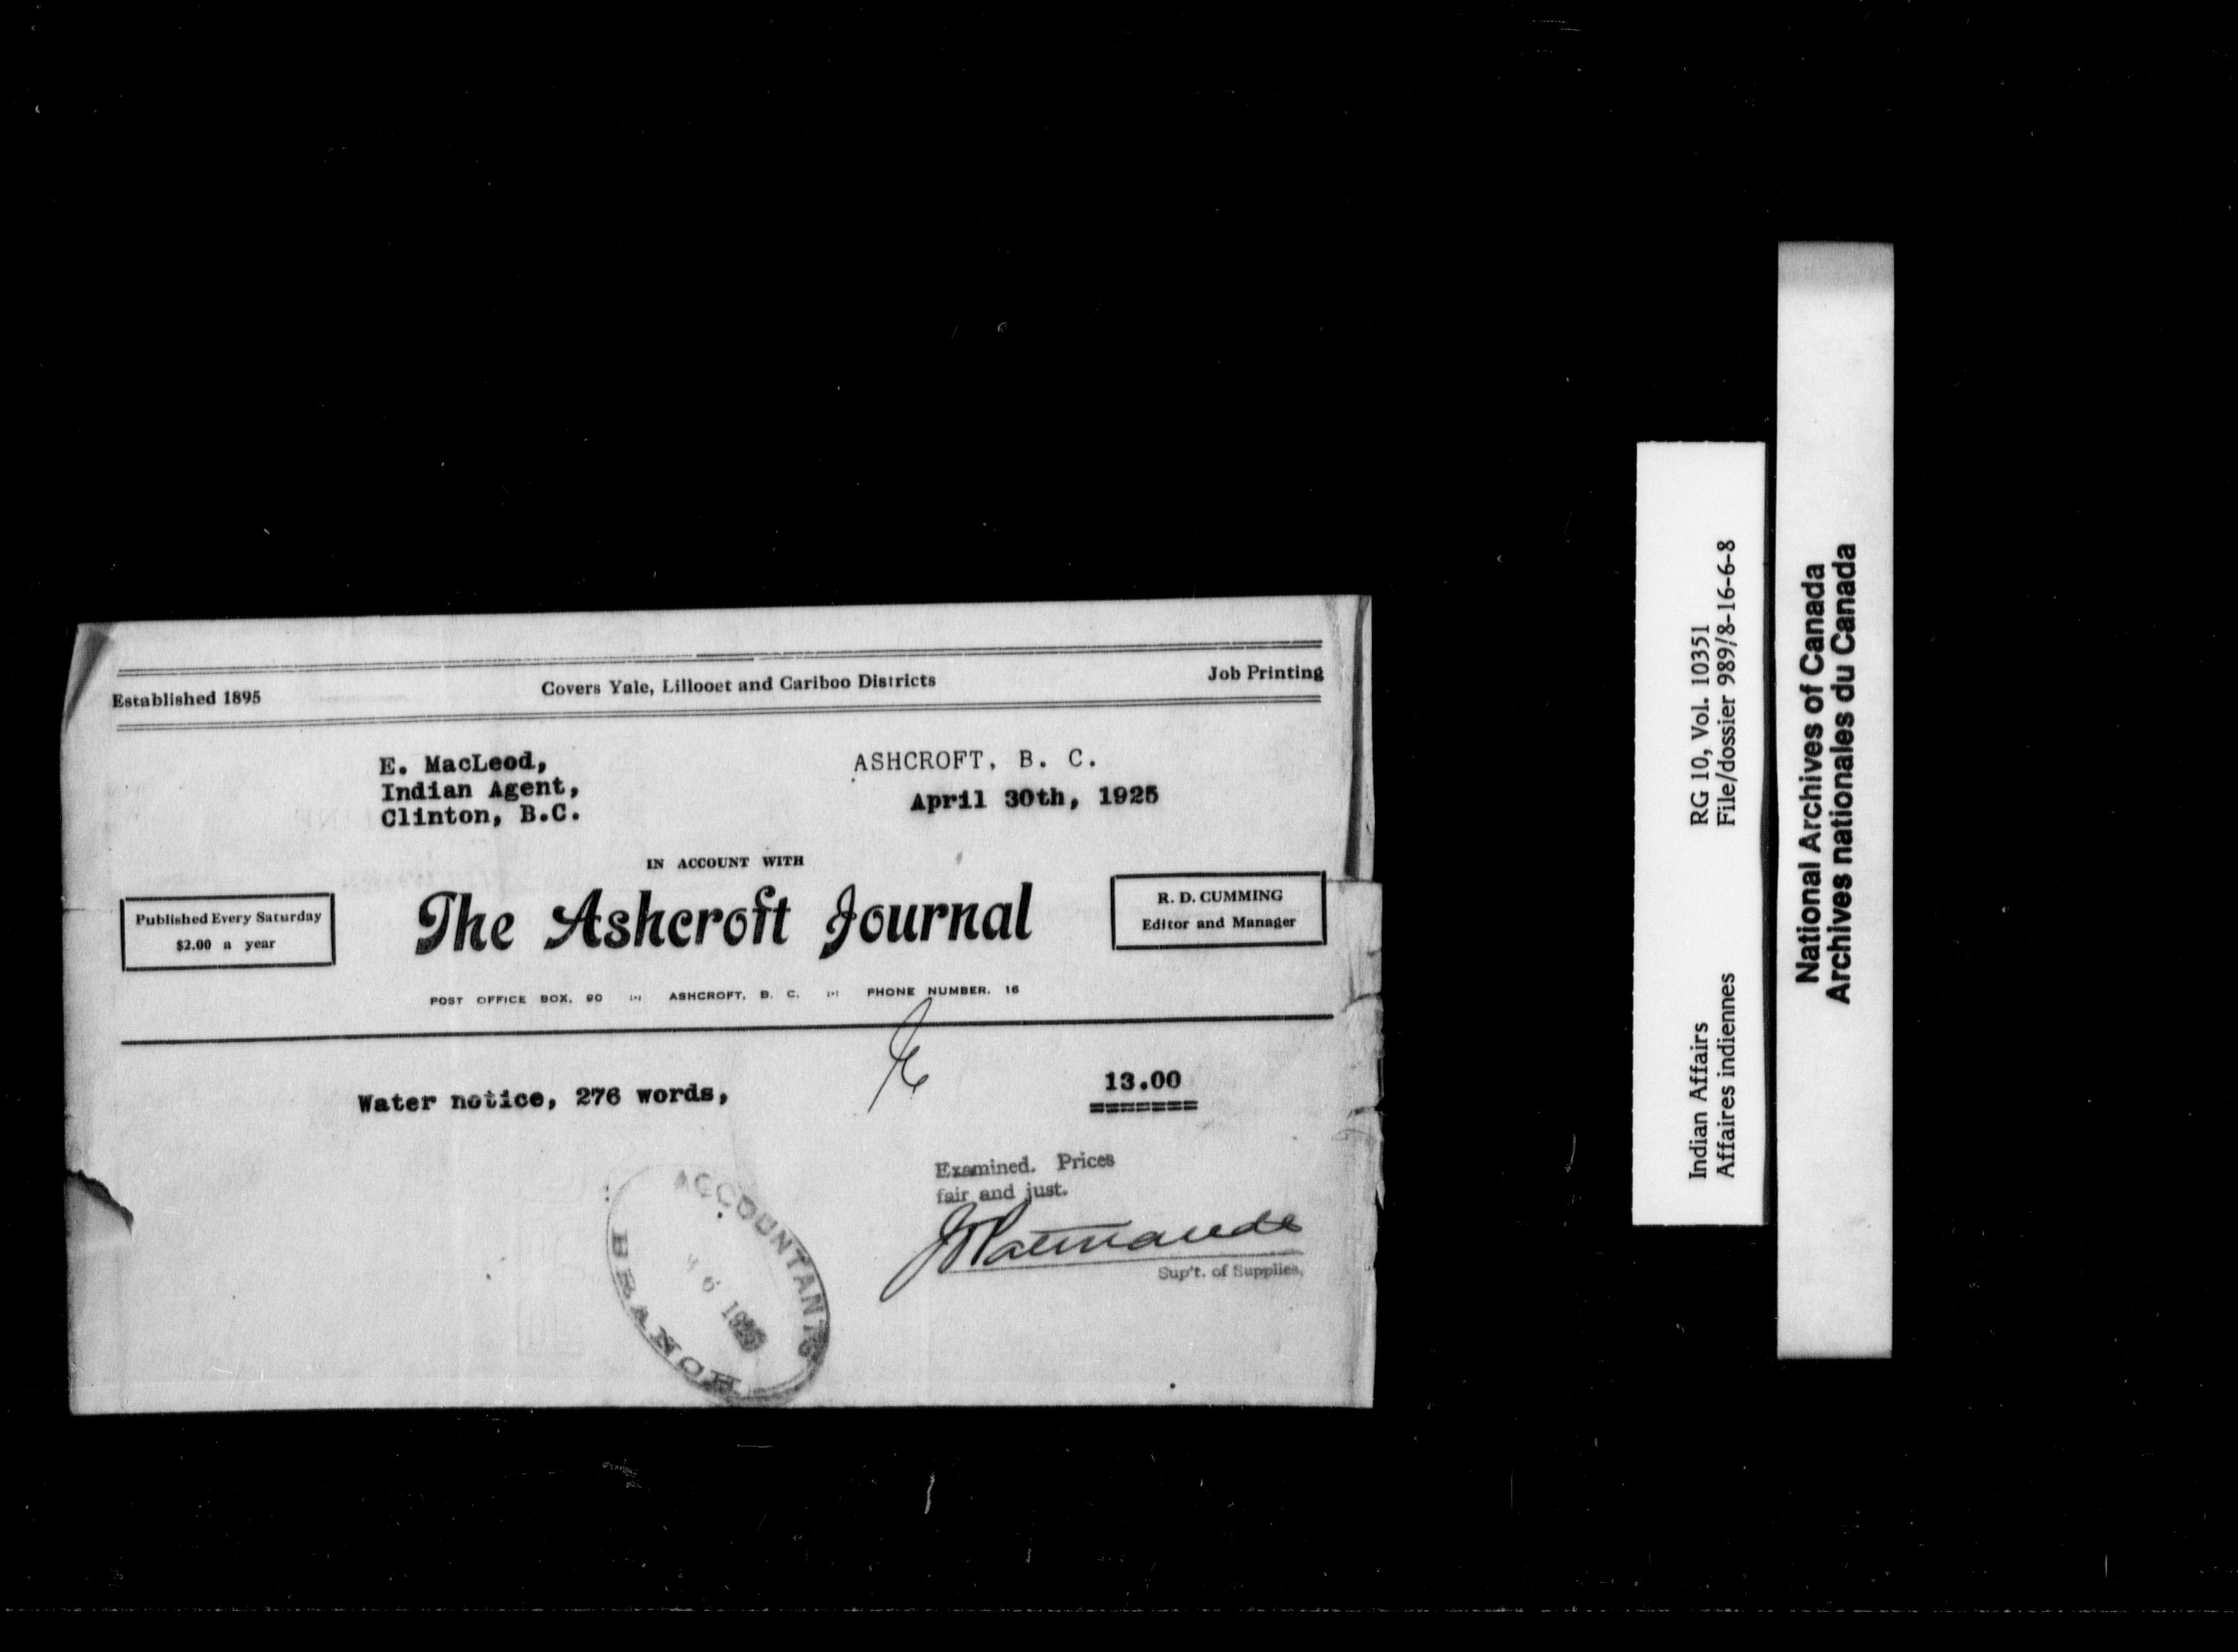 Established 1895 Covers Yale, Lillooet and Cariboo Districts Job Printing
E. MacLeod,
Indian Agent,
Clinton, B.C.
ASHCROFT, B. C.
April 30th, 1925
IN ACCOUNT WITH
Published Every Saturday
$2.00 a year
The Ashcroft Journal
R. D. CUMMING
Editor and Manager
POST OFFICE BOX, 90 ASHCROFT, B. C. PHONE NUMBER, 16
Water notice, 276 words, 13.00
=======
Examined. Prices
fair and just.
Sup't. of Supplies.
ACCOUNTANTS
BRANCH
Indian Affairs RG 10, Vol. 10351
Affaires indiennes File/dossier 989/8-16-6-8
National Archives of Canada
Archives nationales du Canada